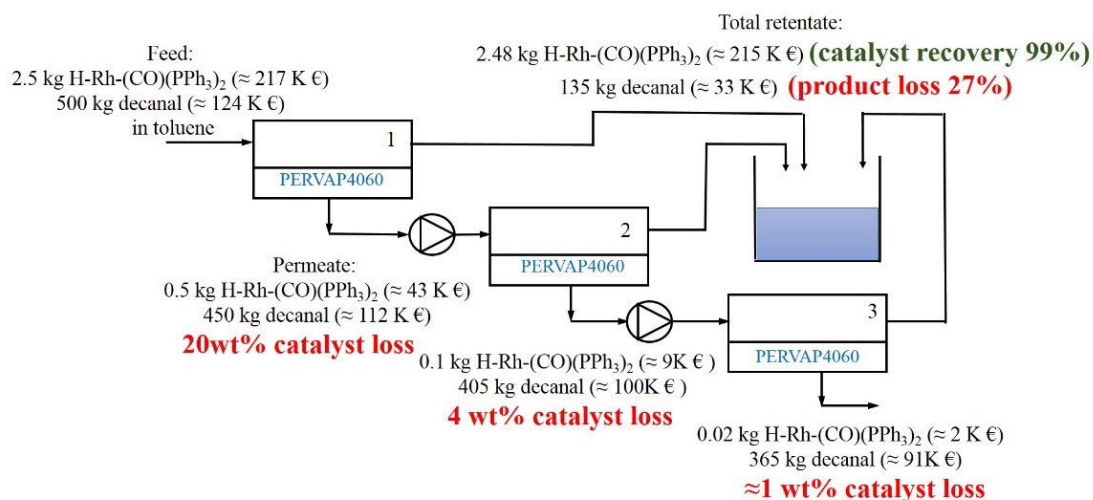 Feed:
2.5 kg H-Rh-(CO)(PPh₃)₂ (≈ 217 K €)
500 kg decanal (≈ 124 K €)
in toluene
Total retentate:
2.48 kg H-Rh-(CO)(PPh₃)₂ (≈ 215 K €) (catalyst recovery 99%)
135 kg decanal (≈ 33 K €) (product loss 27%)
1
PERVAP4060
2
PERVAP4060
Permeate:
0.5 kg H-Rh-(CO)(PPh₃)₂ (≈ 43 K €)
450 kg decanal (≈ 112 K €)
20wt% catalyst loss
3
PERVAP4060
0.1 kg H-Rh-(CO)(PPh₃)₂ (≈ 9K € )
405 kg decanal (≈ 100K € )
4 wt% catalyst loss
0.02 kg H-Rh-(CO)(PPh₃)₂ (≈ 2 K €)
365 kg decanal (≈ 91K €)
≈1 wt% catalyst loss